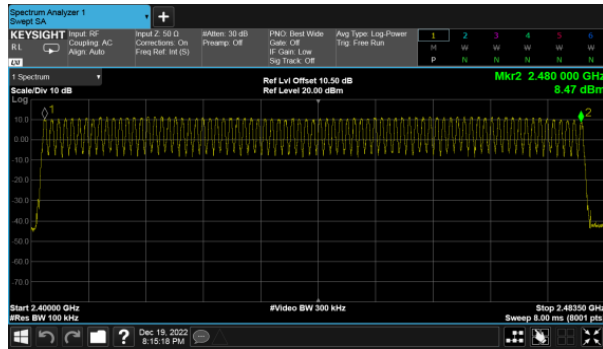 Spectrum Analyzer 1
Swept SA
KEYSIGHT
RL
Input: RF
Coupling: AC
Align: Auto
Input Z: 50 Ω
Corrections: On
Freq Ref: Int (S)
#Atten: 30 dB
Preamp: Off
PNO: Best Wide
Gate: Off
IF Gain: Low
Sig Track: Off
Avg Type: Log-Power
Trig: Free Run
1 2 3 4 5 6
M W W W W W
P N N N N N
1 Spectrum
Scale/Div 10 dB
Ref Lvl Offset 10.50 dB
Ref Level 20.00 dBm
Mkr2 2.480 000 GHz
8.47 dBm
Log
1
2
10.0
0.00
-10.0
-20.0
-30.0
-40.0
-50.0
-60.0
-70.0
Start 2.40000 GHz
#Res BW 100 kHz
#Video BW 300 kHz
Stop 2.48350 GHz
Sweep 8.00 ms (8001 pts)
?
Dec 19, 2022
8:15:18 PM